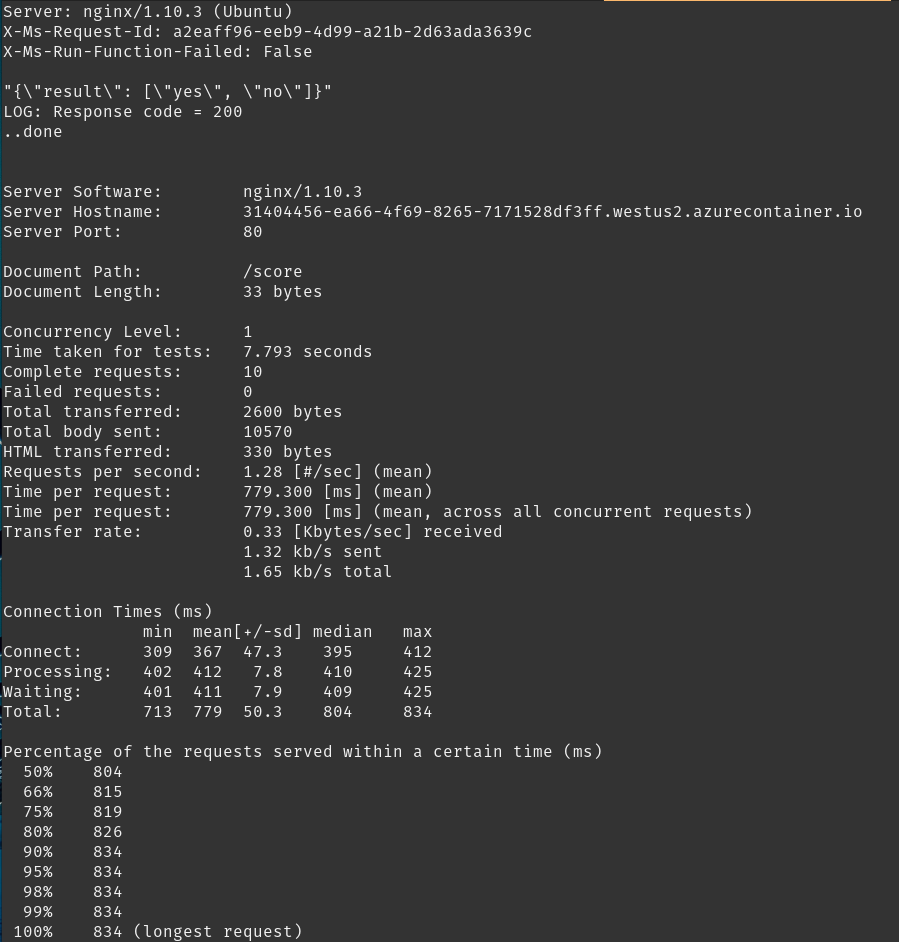 Server: nginx/1.10.3 (Ubuntu)
X-Ms-Request-Id: a2eaff96-eeb9-4d99-a21b-2d63ada3639c
X-Ms-Run-Function-Failed: False

"{\"result\": [\"yes\", \"no\"]}"
LOG: Response code = 200
..done


Server Software:        nginx/1.10.3
Server Hostname:        31404456-ea66-4f69-8265-7171528df3ff.westus2.azurecontainer.io
Server Port:            80

Document Path:          /score
Document Length:        33 bytes

Concurrency Level:      1
Time taken for tests:   7.793 seconds
Complete requests:      10
Failed requests:        0
Total transferred:      2600 bytes
Total body sent:        10570
HTML transferred:       330 bytes
Requests per second:    1.28 [#/sec] (mean)
Time per request:       779.300 [ms] (mean)
Time per request:       779.300 [ms] (mean, across all concurrent requests)
Transfer rate:          0.33 [Kbytes/sec] received
                        1.32 kb/s sent
                        1.65 kb/s total

Connection Times (ms)
              min  mean[+/-sd] median   max
Connect:      309  367  47.3    395     412
Processing:   402  412   7.8    410     425
Waiting:      401  411   7.9    409     425
Total:        713  779  50.3    804     834

Percentage of the requests served within a certain time (ms)
  50%    804
  66%    815
  75%    819
  80%    826
  90%    834
  95%    834
  98%    834
  99%    834
 100%    834 (longest request)